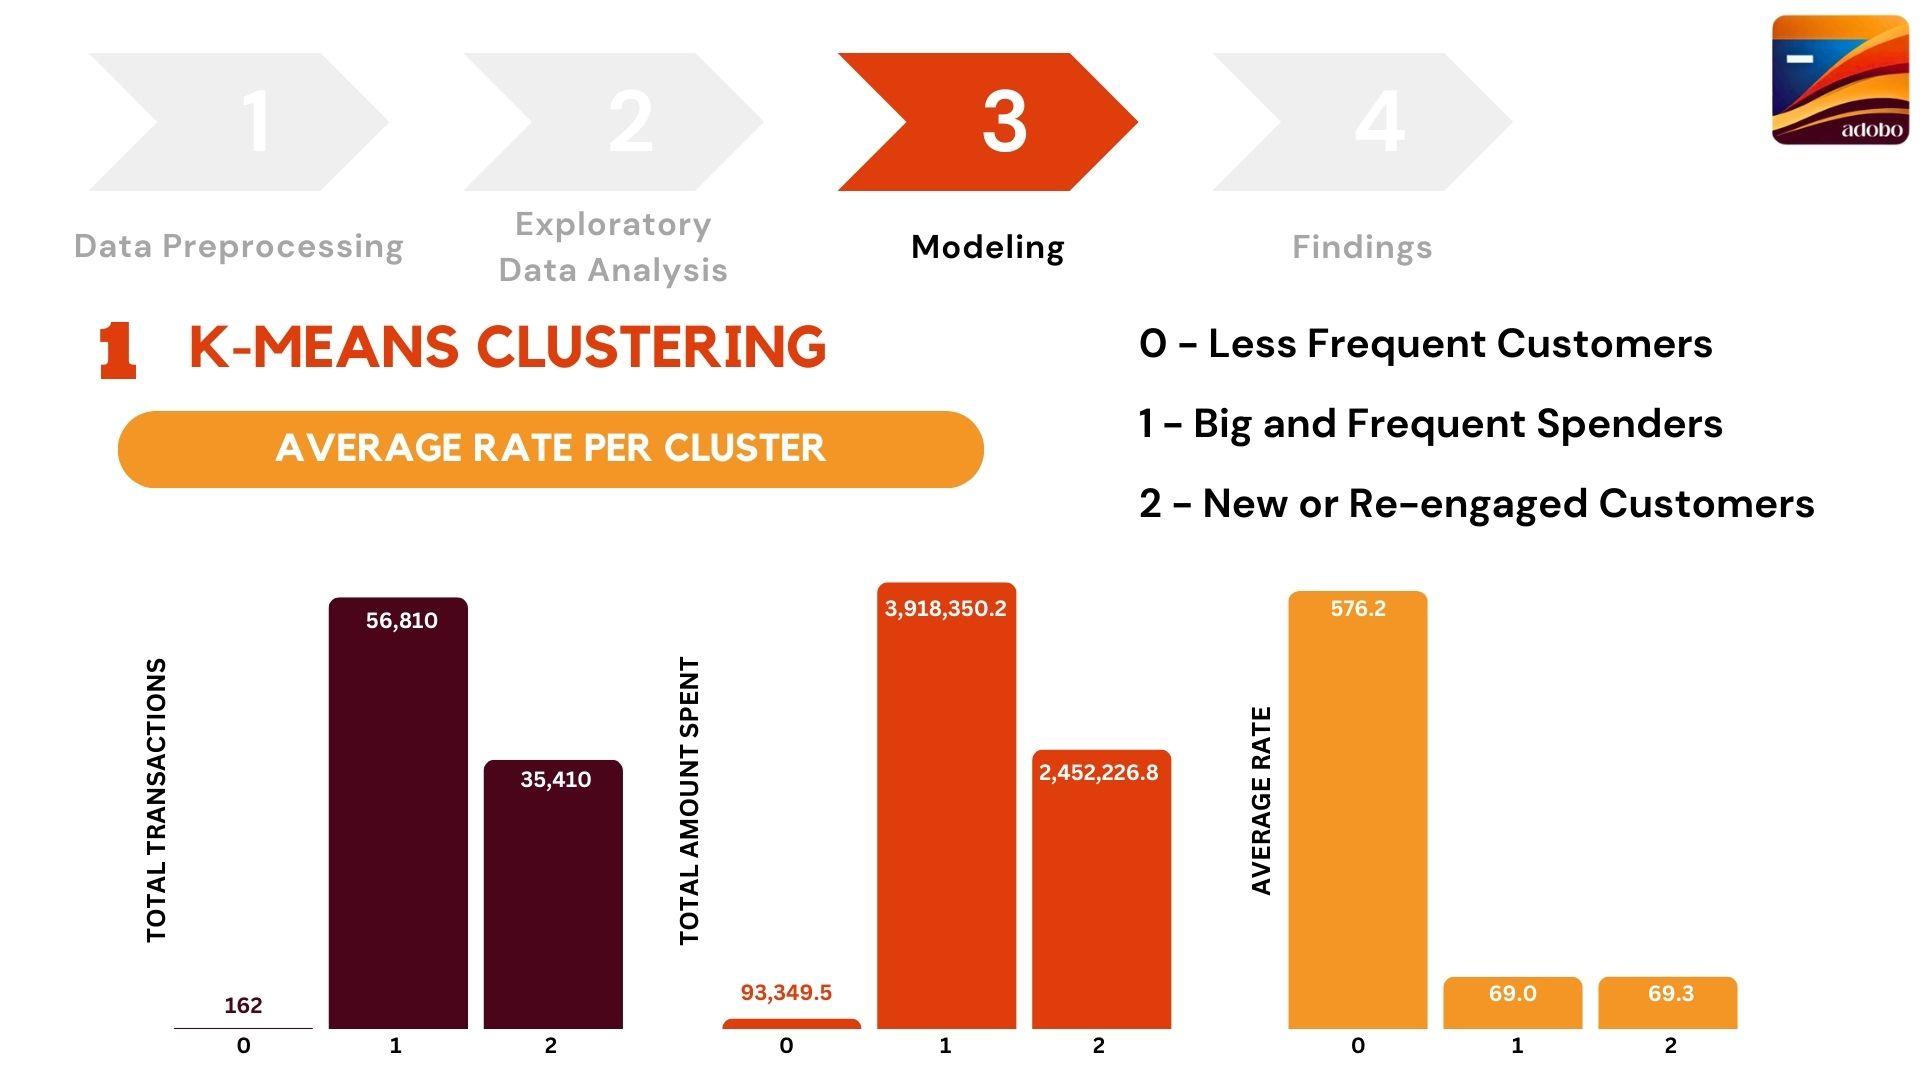 1
2
3
4
adobo
Data Preprocessing
Exploratory
Data Analysis
Modeling
Findings
1 K-MEANS CLUSTERING
AVERAGE RATE PER CLUSTER
0 - Less Frequent Customers
1 - Big and Frequent Spenders
2 - New or Re-engaged Customers
TOTAL TRANSACTIONS
162
56,810
35,410
0
1
2
TOTAL AMOUNT SPENT
93,349.5
3,918,350.2
2,452,226.8
0
1
2
AVERAGE RATE
576.2
69.0
69.3
0
1
2